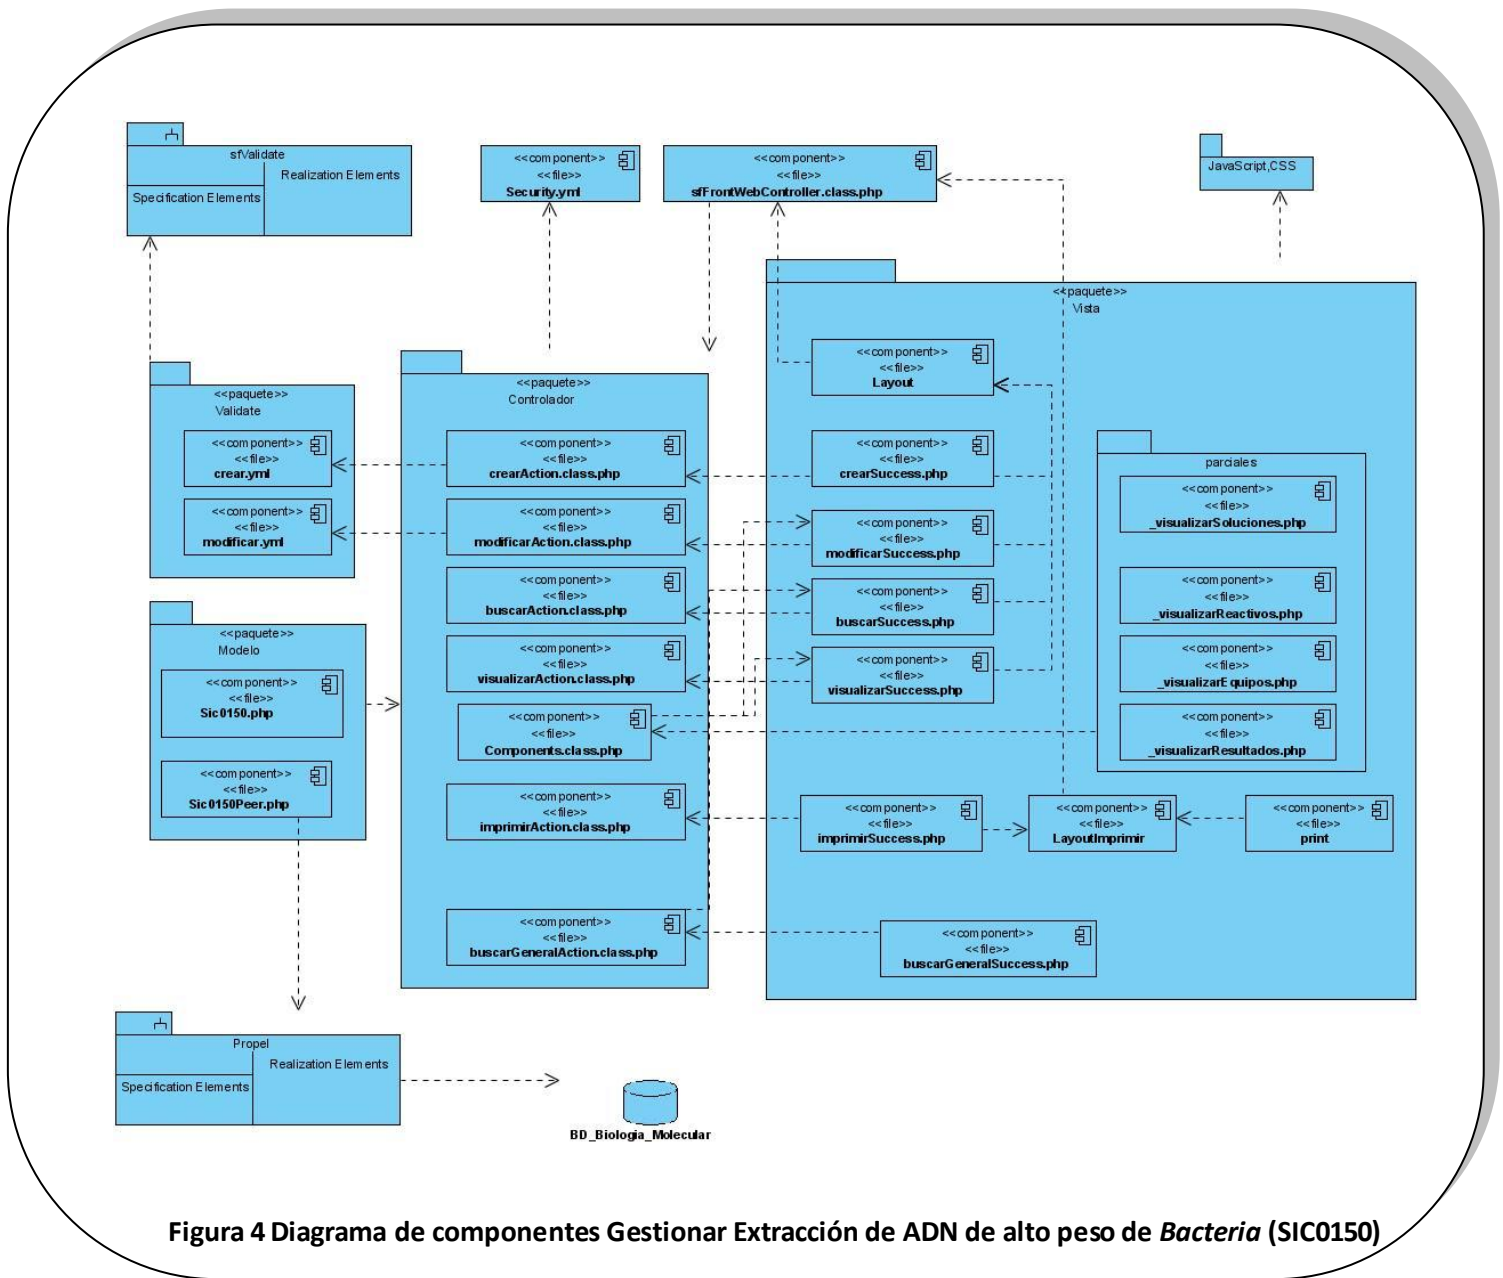 sfValidate
Realization Elements
Specification Elements
<<component>>
<<file>>
Security.yml
<<component>>
<<file>>
sfFrontWebController.class.php
JavaScript,CSS
<<paquete>>
Validate
<<component>>
<<file>>
crear.yml
<<component>>
<<file>>
modificar.yml
<<paquete>>
Modelo
<<component>>
<<file>>
Sic0150.php
<<component>>
<<file>>
Sic0150Peer.php
<<paquete>>
Controlador
<<component>>
<<file>>
crearAction.class.php
<<component>>
<<file>>
modificarAction.class.php
<<component>>
<<file>>
buscarAction.class.php
<<component>>
<<file>>
visualizarAction.class.php
<<component>>
<<file>>
Components.class.php
<<component>>
<<file>>
imprimirAction.class.php
<<component>>
<<file>>
buscarGeneralAction.class.php
<<paquete>>
Vista
<<component>>
<<file>>
Layout
<<component>>
<<file>>
crearSuccess.php
<<component>>
<<file>>
modificarSuccess.php
<<component>>
<<file>>
buscarSuccess.php
<<component>>
<<file>>
visualizarSuccess.php
parciales
<<component>>
<<file>>
_visualizarSoluciones.php
<<component>>
<<file>>
_visualizarReactivos.php
<<component>>
<<file>>
_visualizarEquipos.php
<<component>>
<<file>>
_visualizarResultados.php
<<component>>
<<file>>
imprimirSuccess.php
<<component>>
<<file>>
LayoutImprimir
<<component>>
<<file>>
print
<<component>>
<<file>>
buscarGeneralSuccess.php
Propel
Realization Elements
Specification Elements
BD_Biologia_Molecular
Figura 4 Diagrama de componentes Gestionar Extracción de ADN de alto peso de Bacteria (SIC0150)